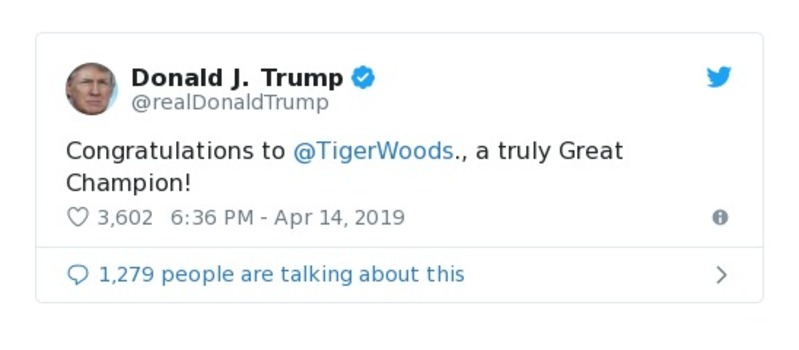 Donald J. Trump
@realDonaldTrump
Congratulations to @TigerWoods., a truly Great
Champion!
3,602 6:36 PM - Apr 14, 2019
1,279 people are talking about this